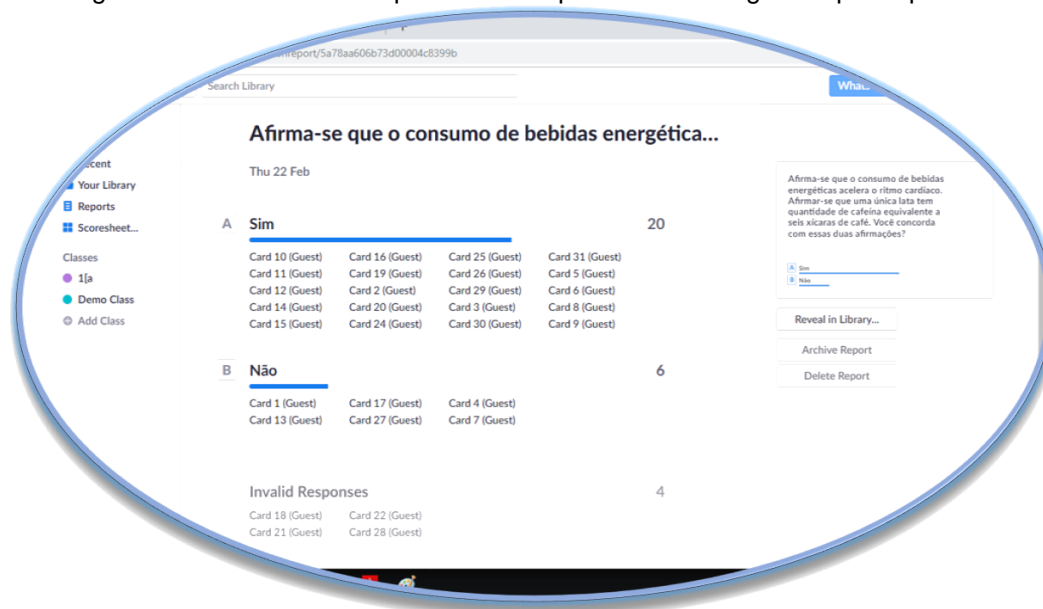 nreport/5a78aa606b73d00004c8399b
Search Library
Afirma-se que o consumo de bebidas energética...
Thu 22 Feb
Your Library
Reports
Scoresheet...
Classes
1[a
Demo Class
Add Class
A Sim 20
Card 10 (Guest) Card 16 (Guest) Card 25 (Guest) Card 31 (Guest)
Card 11 (Guest) Card 19 (Guest) Card 26 (Guest) Card 5 (Guest)
Card 12 (Guest) Card 2 (Guest) Card 29 (Guest) Card 6 (Guest)
Card 14 (Guest) Card 20 (Guest) Card 3 (Guest) Card 8 (Guest)
Card 15 (Guest) Card 24 (Guest) Card 30 (Guest) Card 9 (Guest)
B Não 6
Card 1 (Guest) Card 17 (Guest) Card 4 (Guest)
Card 13 (Guest) Card 27 (Guest) Card 7 (Guest)
Invalid Responses 4
Card 18 (Guest) Card 22 (Guest)
Card 21 (Guest) Card 28 (Guest)
Afirma-se que o consumo de bebidas
energéticas acelera o ritmo cardíaco.
Afirmar-se que uma única lata tem
quantidade de cafeína equivalente a
seis xícaras de café. Você concorda
com essas duas afirmações?
A Sim
B Não
Reveal in Library...
Archive Report
Delete Report